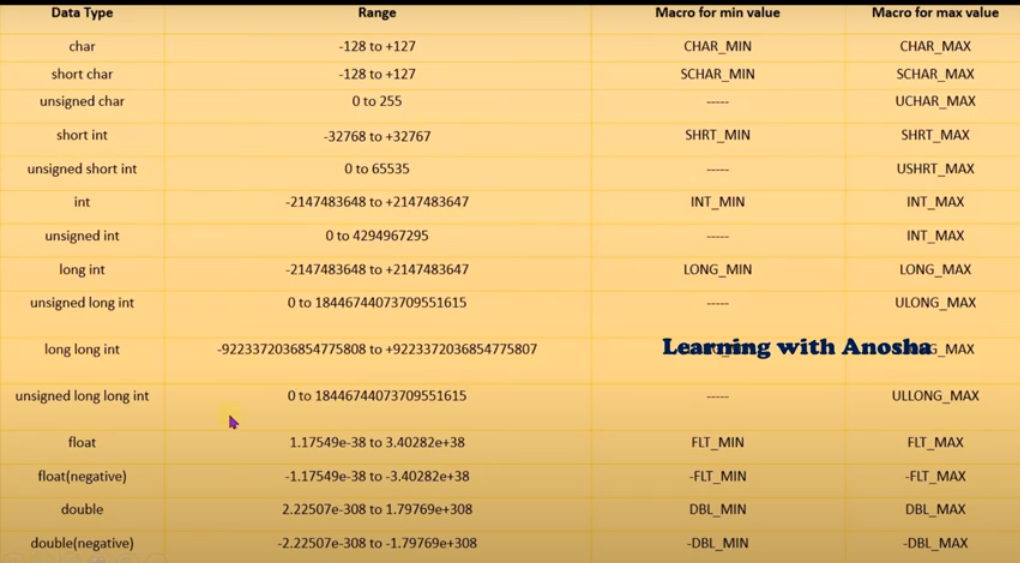 Data Type Range Macro for min value Macro for max value
char -128 to +127 CHAR_MIN CHAR_MAX
short char -128 to +127 SCHAR_MIN SCHAR_MAX
unsigned char 0 to 255 ----- UCHAR_MAX
short int -32768 to +32767 SHRT_MIN SHRT_MAX
unsigned short int 0 to 65535 ----- USHRT_MAX
int -2147483648 to +2147483647 INT_MIN INT_MAX
unsigned int 0 to 4294967295 ----- INT_MAX
long int -2147483648 to +2147483647 LONG_MIN LONG_MAX
unsigned long int 0 to 18446744073709551615 ----- ULONG_MAX
long long int -9223372036854775808 to +9223372036854775807 Learning with Anosha
unsigned long long int 0 to 18446744073709551615 ----- ULLONG_MAX
float 1.17549e-38 to 3.40282e+38 FLT_MIN FLT_MAX
float(negative) -1.17549e-38 to -3.40282e+38 -FLT_MIN -FLT_MAX
double 2.22507e-308 to 1.79769e+308 DBL_MIN DBL_MAX
double(negative) -2.22507e-308 to -1.79769e+308 -DBL_MIN -DBL_MAX